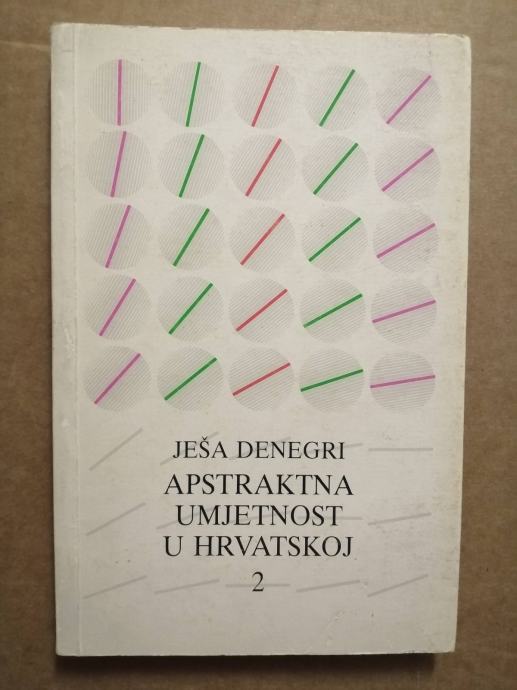 JEŠA DENEGRI
APSTRAKTNA
UMJETNOST
U HRVATSKOJ
2